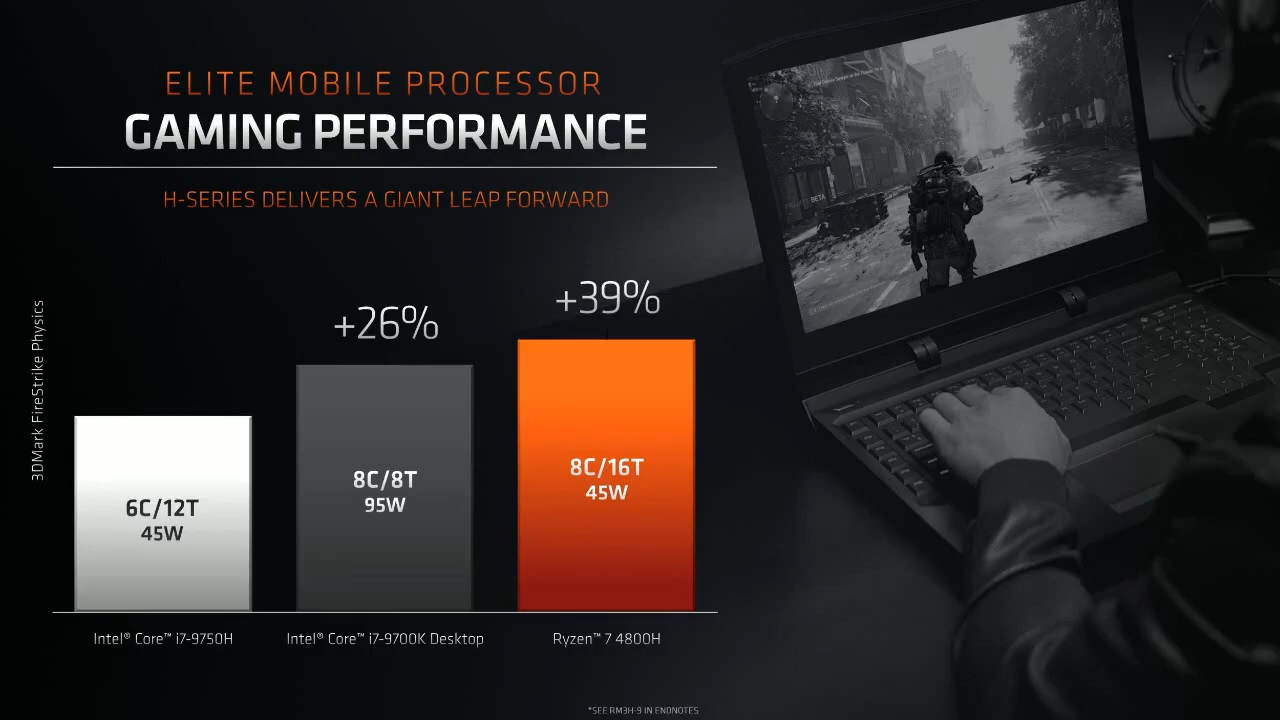 ELITE MOBILE PROCESSOR
GAMING PERFORMANCE
H-SERIES DELIVERS A GIANT LEAP FORWARD
3DMark FireStrike Physics
+26%
+39%
6C/12T
45W
8C/8T
95W
8C/16T
45W
Intel® Core™ i7-9750H
Intel® Core™ i7-9700K Desktop
Ryzen™ 7 4800H
*SEE RM3H-9 IN ENDNOTES
BETA